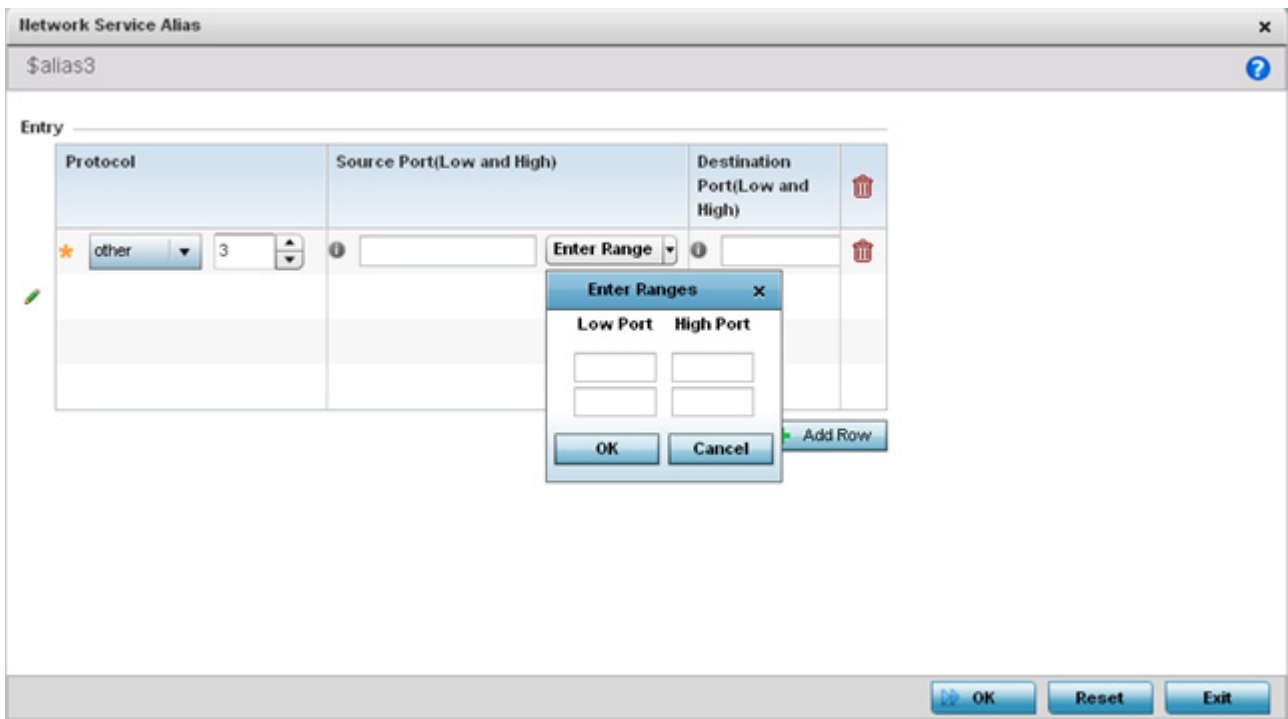 Network Service Alias
$alias3
Entry
Protocol
Source Port(Low and High)
Destination
Port(Low and
High)
other
3
Enter Range
Enter Ranges
Low Port High Port
OK Cancel
Add Row
OK Reset Exit